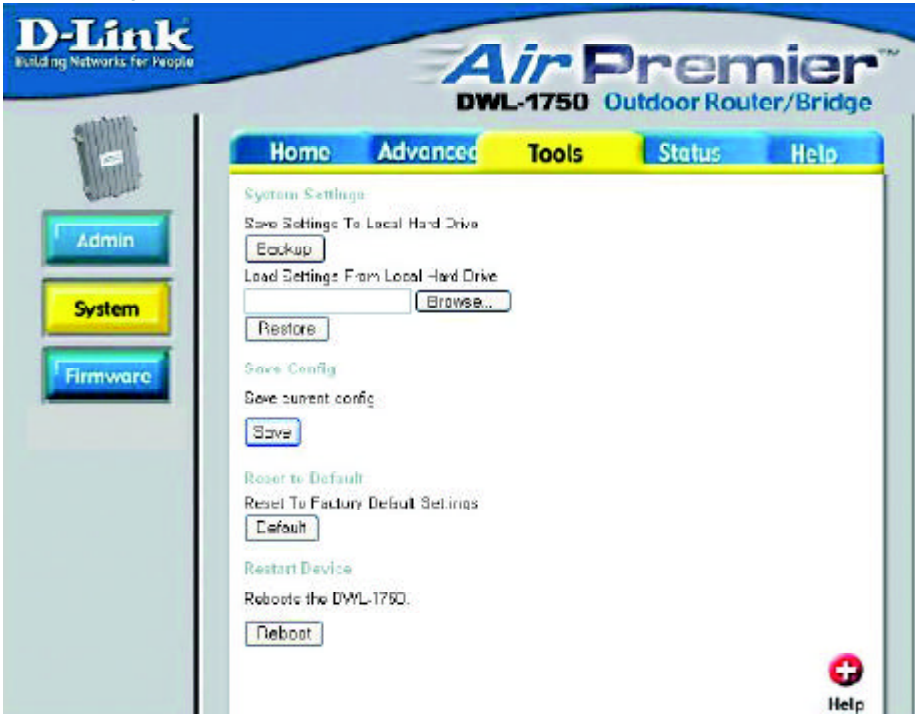 D-Link
Building Networks for People
Air Premier™
DWL-1750 Outdoor Router/Bridge
Home Advanced Tools Status Help
Admin
System
Firmware
System Settings
Save Settings To Local Hard Drive
Backup
Load Settings From Local Hard Drive
Browse...
Restore
Save Config
Save current config
Save
Reset to Default
Reset To Factory Default Settings
Default
Restart Device
Reboots the DWL-1750.
Reboot
Help